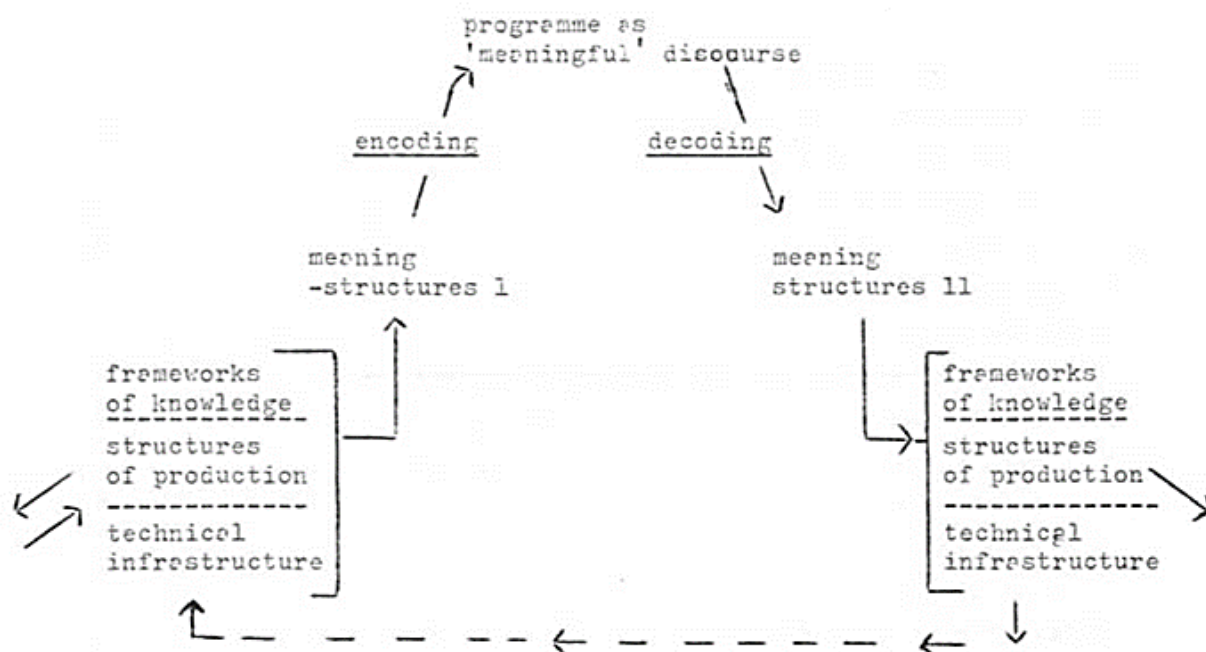 programme as
'meaningful' discourse
encoding
decoding
meaning
-structures 1
meaning
structures 11
frameworks
of knowledge
structures
of production
technical
infrastructure
frameworks
of knowledge
structures
of production
technical
infrastructure